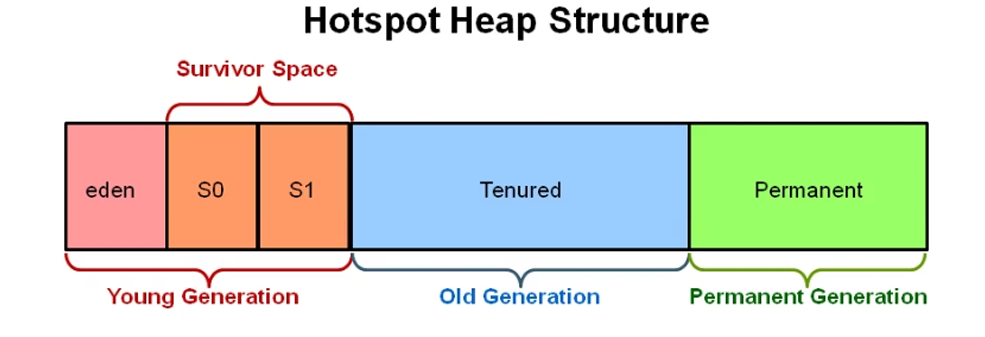 Hotspot Heap Structure
Survivor Space
eden
S0
S1
Tenured
Permanent
Young Generation
Old Generation
Permanent Generation